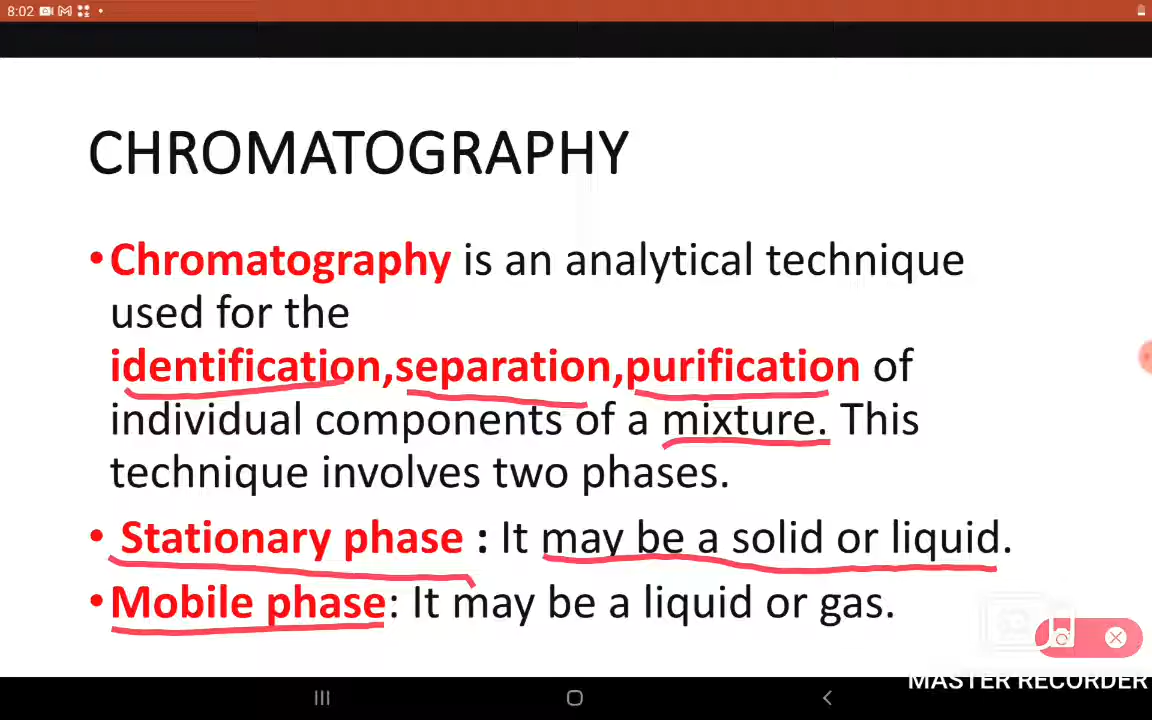 8:02
CHROMATOGRAPHY
•Chromatography is an analytical technique
used for the
identification,separation,purification of
individual components of a mixture. This
technique involves two phases.
• Stationary phase : It may be a solid or liquid.
•Mobile phase: It may be a liquid or gas.
MASTER RECORDER